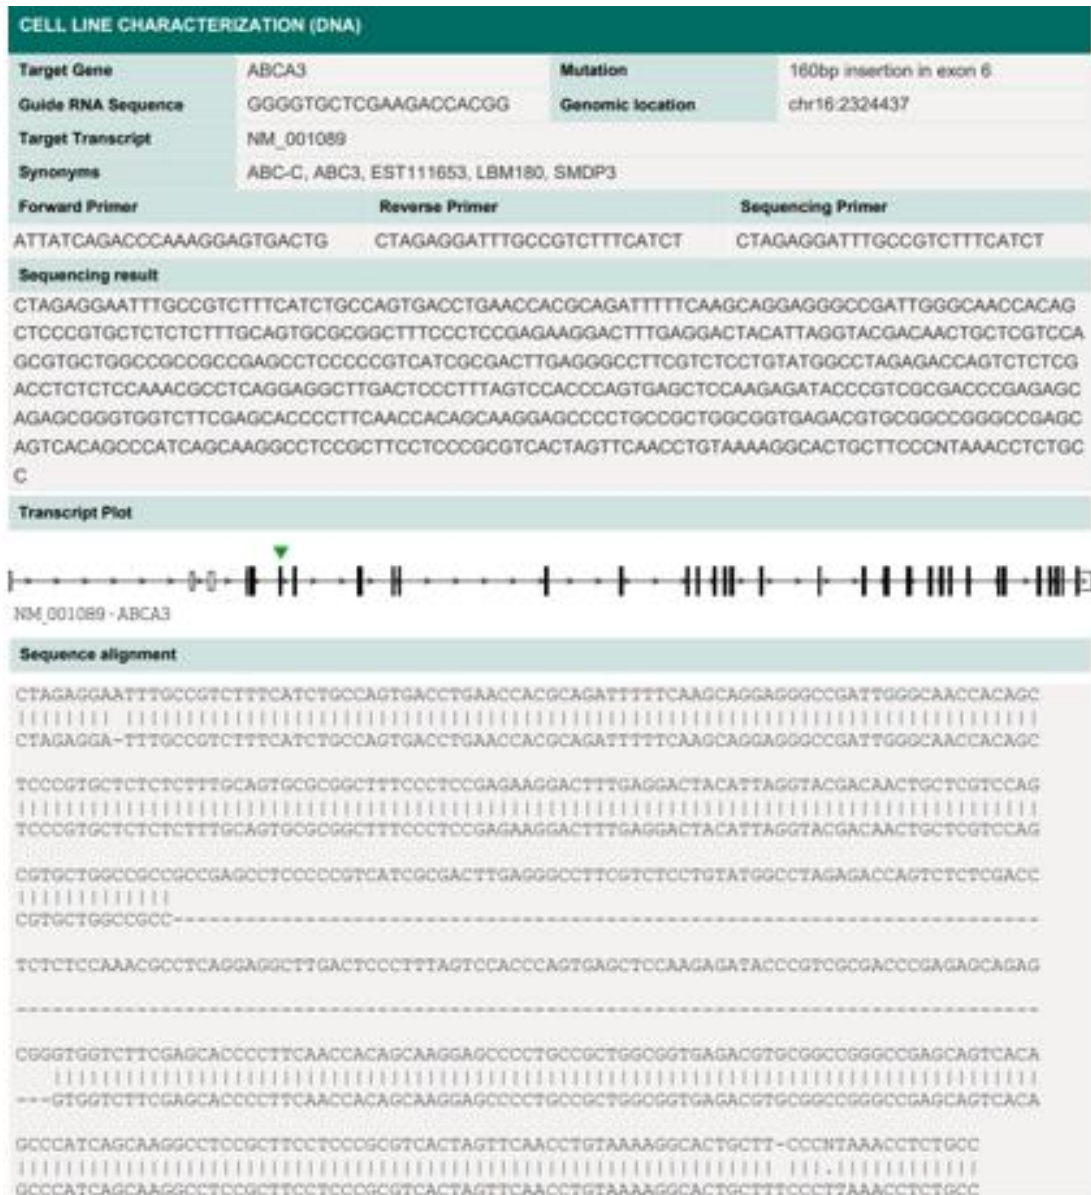 CELL LINE CHARACTERIZATION (DNA)
Target Gene ABCA3 Mutation 160bp insertion in exon 6
Guide RNA Sequence GGGGTGCTCGAAGACCACGG Genomic location chr16:2324437
Target Transcript NM_001089
Synonyms ABC-C, ABC3, EST111653, LBM180, SMDP3
Forward Primer Reverse Primer Sequencing Primer
ATTATCAGACCCAAAGGAGTGACTG CTAGAGGATTTGCCGTCTTTCATCT CTAGAGGATTTGCCGTCTTTCATCT
Sequencing result
CTAGAGGAATTTGCCGTCTTTCATCTGCCAGTGACCTGAACCACGCAGATTTTTCAAGCAGGAGGGCCGATTGGGCAACCACAG
CTCCCGTGCTCTCTCTTTGCAGTGCGCGGCTTTCCCTCCGAGAAGGACTTTGAGGACTACATTAGGTACGACAACTGCTCGTCCA
GCGTGCTGGCCGCCGCCGAGCCTCCCCCGTCATCGCGACTTGAGGGCCTTCGTCTCCTGTATGGCCTAGAGACCAGTCTCTCG
ACCTCTCTCCAAACGCCTCAGGAGGCTTGACTCCCTTTAGTCCACCCAGTGAGCTCCAAGAGATACCCGTCGCGACCCGAGAGC
AGAGCGGGTGGTCTTCGAGCACCCCTTCAACCACAGCAAGGAGCCCCTGCCGCTGGCGGTGAGACGTGCGGCCGGGCCGAGC
AGTCACAGCCCATCAGCAAGGCCTCCGCTTCCTCCCGCGTCACTAGTTCAACCTGTAAAAGGCACTGCTTCCCNTAAACCTCTGC
C
Transcript Plot
NM_001089 - ABCA3
Sequence alignment
CTAGAGGAATTTGCCGTCTTTCATCTGCCAGTGACCTGAACCACGCAGATTTTTCAAGCAGGAGGGCCGATTGGGCAACCACAGC
CTAGAGGA-TTTGCCGTCTTTCATCTGCCAGTGACCTGAACCACGCAGATTTTTCAAGCAGGAGGGCCGATTGGGCAACCACAGC
TCCCGTGCTCTCTCTTTGCAGTGCGCGGCTTTCCCTCCGAGAAGGACTTTGAGGACTACATTAGGTACGACAACTGCTCGTCCAG
TCCCGTGCTCTCTCTTTGCAGTGCGCGGCTTTCCCTCCGAGAAGGACTTTGAGGACTACATTAGGTACGACAACTGCTCGTCCAG
CGTGCTGGCCGCCGCCGAGCCTCCCCCGTCATCGCGACTTGAGGGCCTTCGTCTCCTGTATGGCCTAGAGACCAGTCTCTCGACC
CGTGCTGGCCGCC------------------------------------------------------------------------
TCTCTCCAAACGCCTCAGGAGGCTTGACTCCCTTTAGTCCACCCAGTGAGCTCCAAGAGATACCCGTCGCGACCCGAGAGCAGAG
-------------------------------------------------------------------------------------
CGGGTGGTCTTCGAGCACCCCTTCAACCACAGCAAGGAGCCCCTGCCGCTGGCGGTGAGACGTGCGGCCGGGCCGAGCAGTCACA
---GTGGTCTTCGAGCACCCCTTCAACCACAGCAAGGAGCCCCTGCCGCTGGCGGTGAGACGTGCGGCCGGGCCGAGCAGTCACA
GCCCATCAGCAAGGCCTCCGCTTCCTCCCGCGTCACTAGTTCAACCTGTAAAAGGCACTGCTT-CCCNTAAACCTCTGCC
GCCCATCAGCAAGGCCTCCGCTTCCTCCCGCGTCACTAGTTCAACCTGTAAAAGGCACTGCTTTCCCTTAAACCTCTGCC